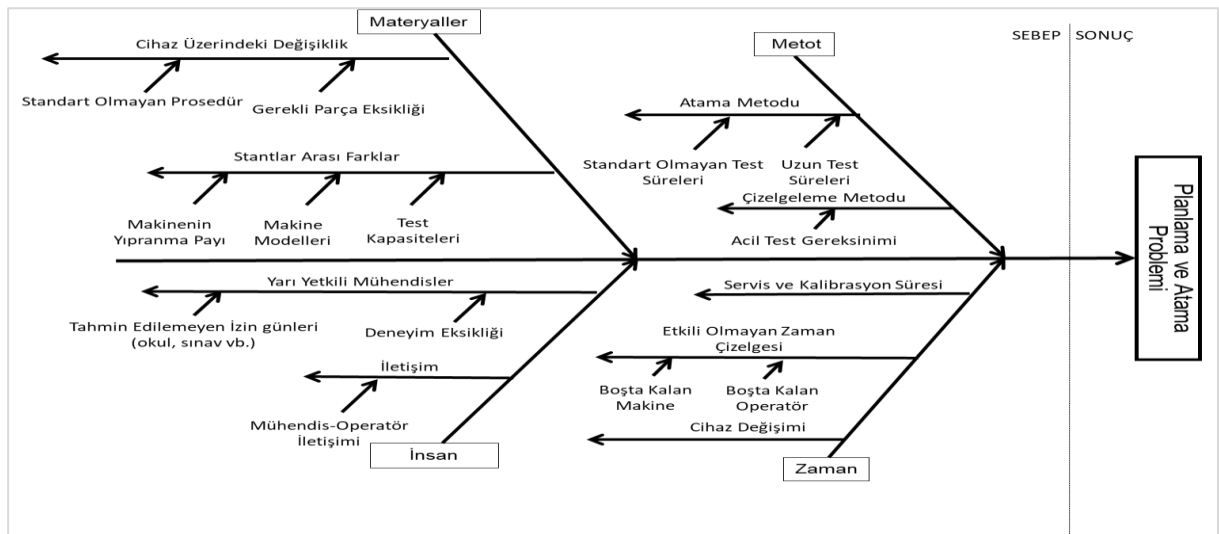 Materyaller
Cihaz Üzerindeki Değişiklik
Standart Olmayan Prosedür
Gerekli Parça Eksikliği
Stantlar Arası Farklar
Makinenin
Yıpranma Payı
Makine
Modelleri
Test
Kapasiteleri
Metot
Atama Metodu
Standart Olmayan Test
Süreleri
Uzun Test
Süreleri
Çizelgeleme Metodu
Acil Test Gereksinimi
SEBEP
SONUÇ
Planlama ve Atama
Problemi
Yarı Yetkili Mühendisler
Tahmin Edilemeyen İzin günleri
(okul, sınav vb.)
Deneyim Eksikliği
İletişim
Mühendis-Operatör
İletişimi
İnsan
Servis ve Kalibrasyon Süresi
Etkili Olmayan Zaman
Çizelgesi
Boşta Kalan
Makine
Boşta Kalan
Operatör
Cihaz Değişimi
Zaman